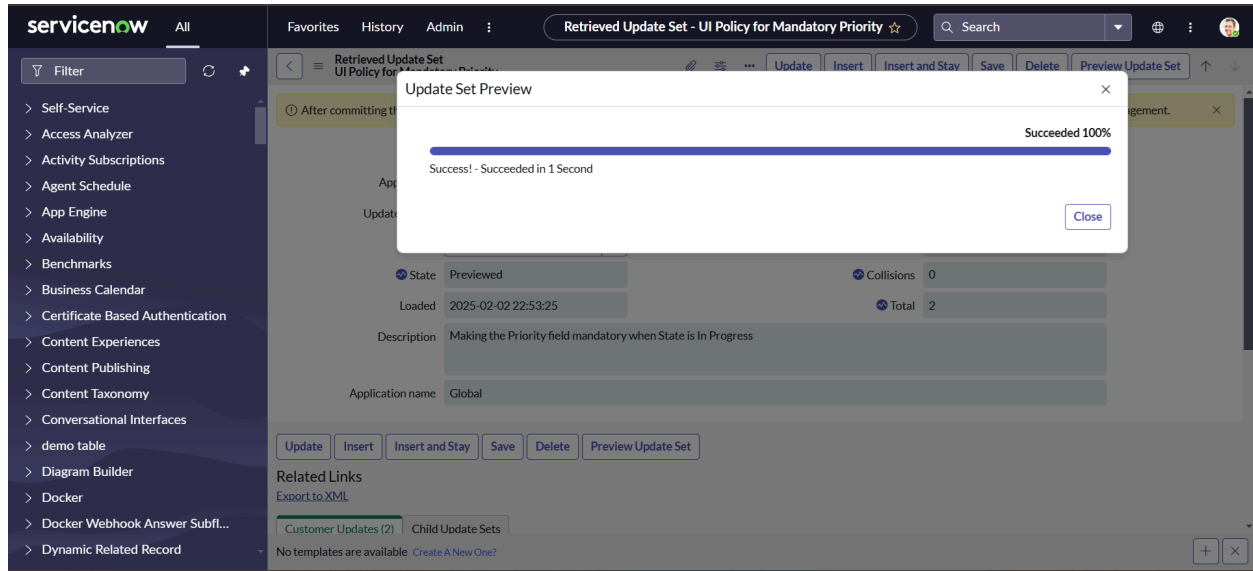 servicenow All Favorites History Admin Retrieved Update Set - UI Policy for Mandatory Priority Search
Filter
Self-Service
Access Analyzer
Activity Subscriptions
Agent Schedule
App Engine
Availability
Benchmarks
Business Calendar
Certificate Based Authentication
Content Experiences
Content Publishing
Content Taxonomy
Conversational Interfaces
demo table
Diagram Builder
Docker
Docker Webhook Answer Subfl...
Dynamic Related Record
Retrieved Update Set
UI Policy for Mandatory Priority
Update Insert Insert and Stay Save Delete Preview Update Set
After committing
Update Set Preview
Succeeded 100%
Success! - Succeeded in 1 Second
Close
State Previewed Collisions 0
Loaded 2025-02-02 22:53:25 Total 2
Description Making the Priority field mandatory when State is In Progress
Application name Global
Update Insert Insert and Stay Save Delete Preview Update Set
Related Links
Export to XML
Customer Updates (2) Child Update Sets
No templates are available Create A New One?